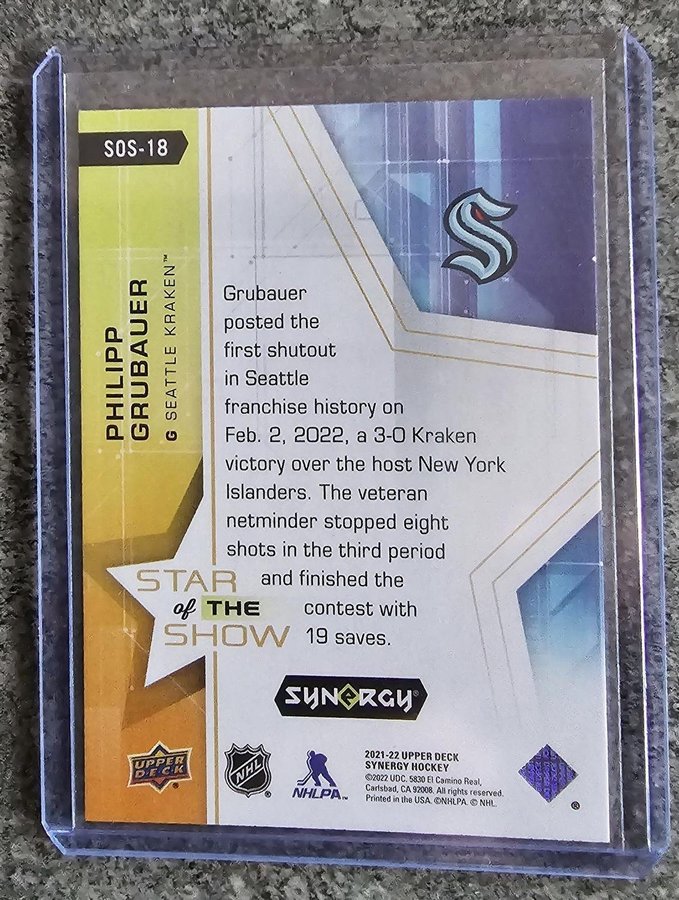 SOS-18
PHILIPP
GRUBAUER
G SEATTLE KRAKEN™
Grubauer
posted the
first shutout
in Seattle
franchise history on
Feb. 2, 2022, a 3-0 Kraken
victory over the host New York
Islanders. The veteran
netminder stopped eight
shots in the third period
and finished the
contest with
19 saves.
STAR
of THE
SHOW
SYNERGY®
UPPER
DECK
®
NHL
®
NHLPA™
2021-22 UPPER DECK
SYNERGY HOCKEY
©2022 UDC. 5830 El Camino Real,
Carlsbad, CA 92008. All rights reserved.
Printed in the USA. ©NHLPA. © NHL.
®